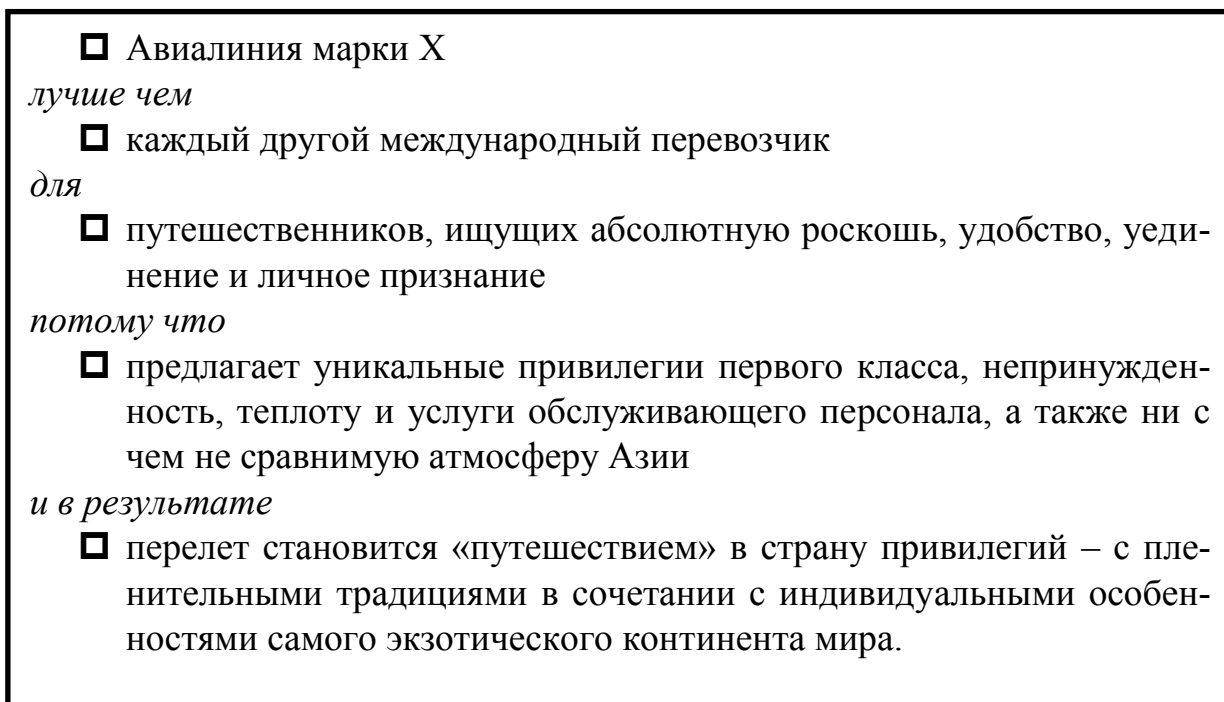 Авиалиния марки X
лучше чем
каждый другой международный перевозчик
для
путешественников, ищущих абсолютную роскошь, удобство, уеди-
нение и личное признание
потому что
предлагает уникальные привилегии первого класса, непринужден-
ность, теплоту и услуги обслуживающего персонала, а также ни с
чем не сравнимую атмосферу Азии
и в результате
перелет становится «путешествием» в страну привилегий – с пле-
нительными традициями в сочетании с индивидуальными особен-
ностями самого экзотического континента мира.